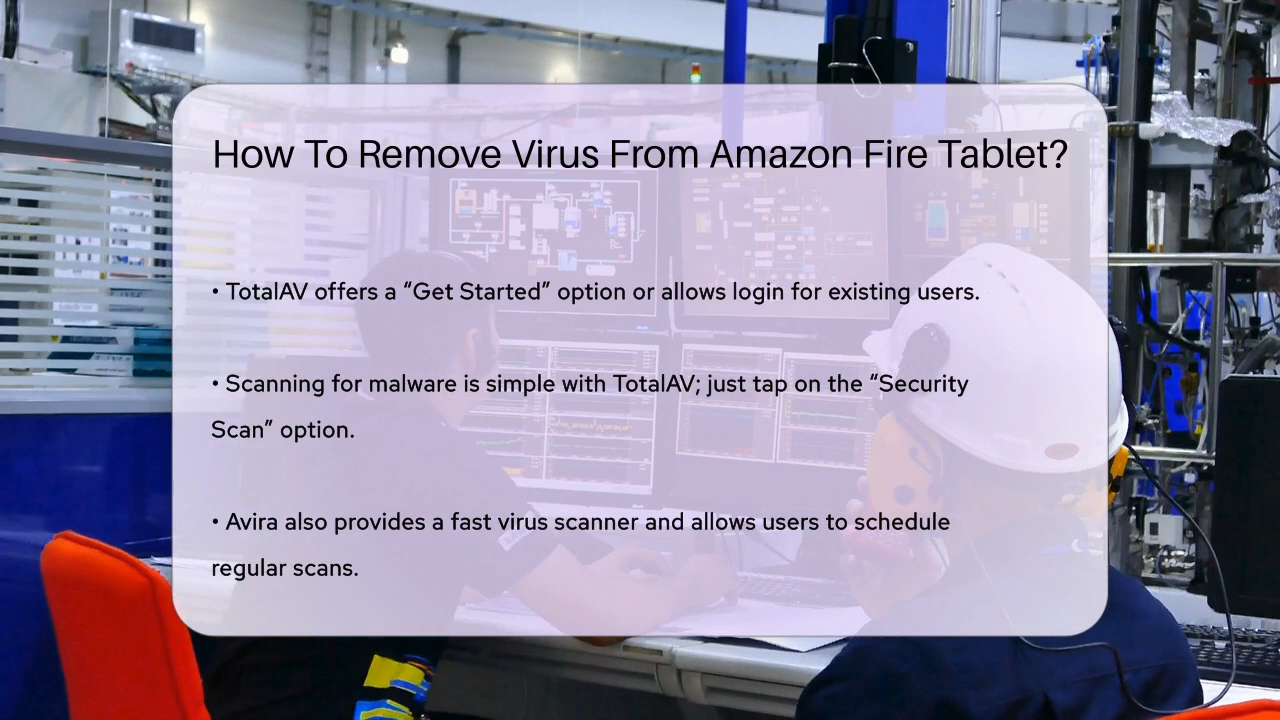 How To Remove Virus From Amazon Fire Tablet?
• TotalAV offers a “Get Started” option or allows login for existing users.
• Scanning for malware is simple with TotalAV; just tap on the “Security
Scan” option.
• Avira also provides a fast virus scanner and allows users to schedule
regular scans.